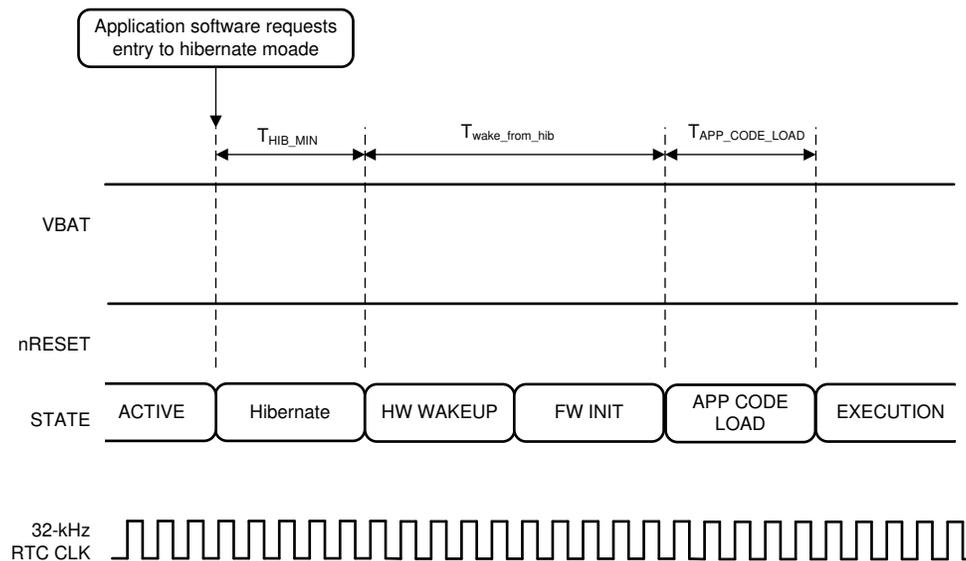 Application software requests
entry to hibernate moade
THIB_MIN
Twake_from_hib
TAPP_CODE_LOAD
VBAT
nRESET
STATE
ACTIVE
Hibernate
HW WAKEUP
FW INIT
APP CODE
LOAD
EXECUTION
32-kHz
RTC CLK